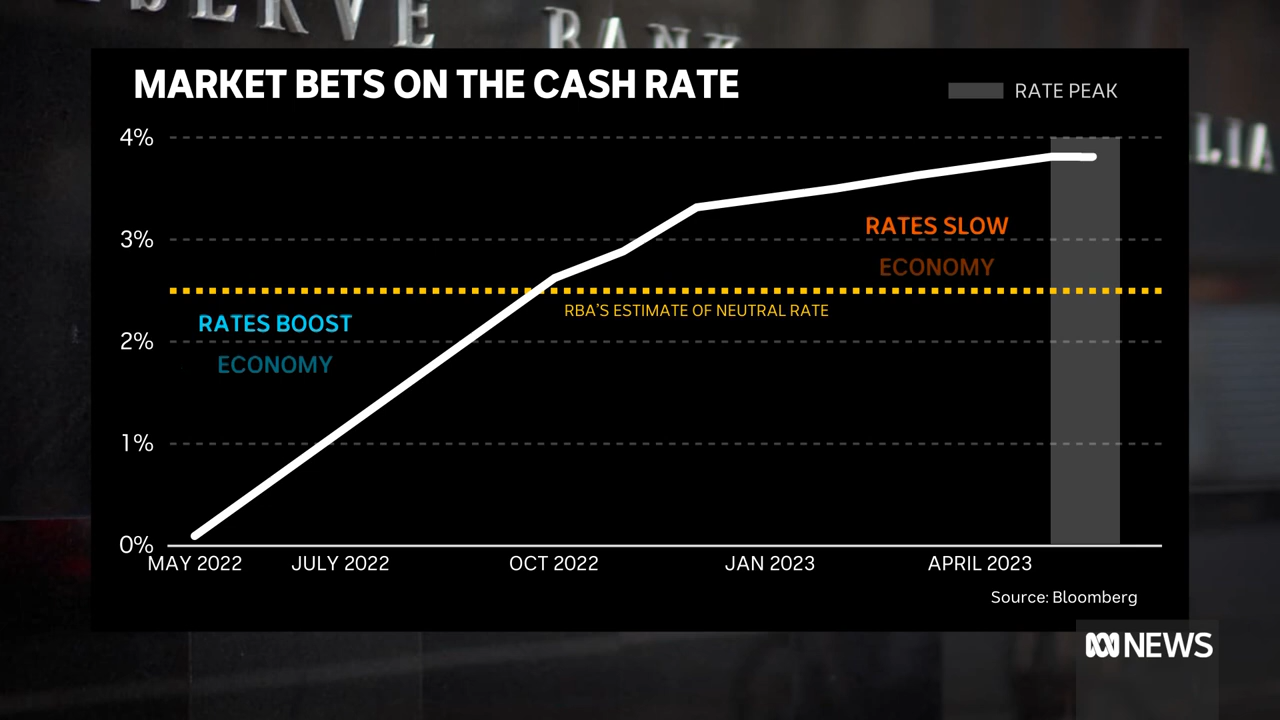 MARKET BETS ON THE CASH RATE
RATE PEAK
4%
3%
2%
1%
0%
RATES SLOW
ECONOMY
RBA'S ESTIMATE OF NEUTRAL RATE
RATES BOOST
ECONOMY
MAY 2022
JULY 2022
OCT 2022
JAN 2023
APRIL 2023
Source: Bloomberg
NEWS